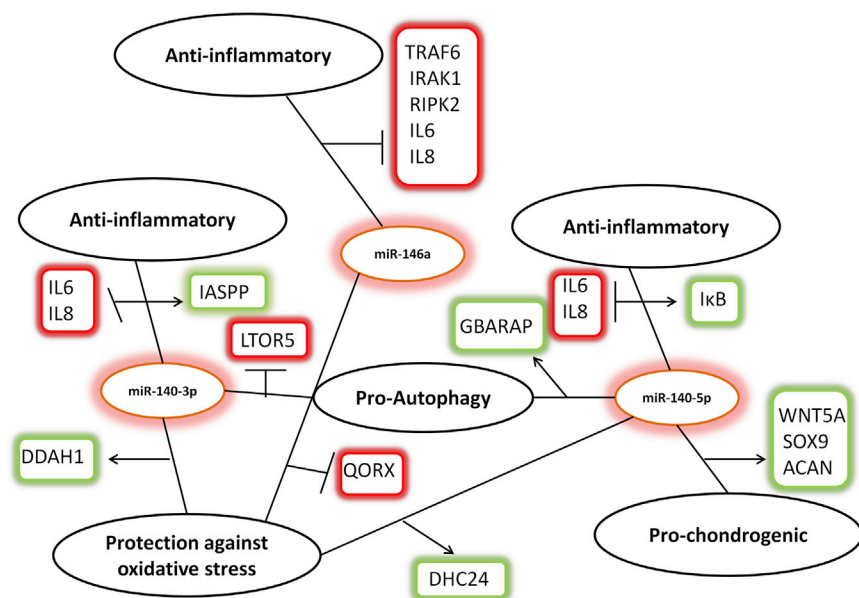 Anti-inflammatory
TRAF6
IRAK1
RIPK2
IL6
IL8
Anti-inflammatory
miR-146a
Anti-inflammatory
IL6
IL8
IASPP
IL6
IL8
IκB
GBARAP
LTOR5
miR-140-3p
Pro-Autophagy
miR-140-5p
WNT5A
SOX9
ACAN
DDAH1
QORX
Protection against
oxidative stress
Pro-chondrogenic
DHC24